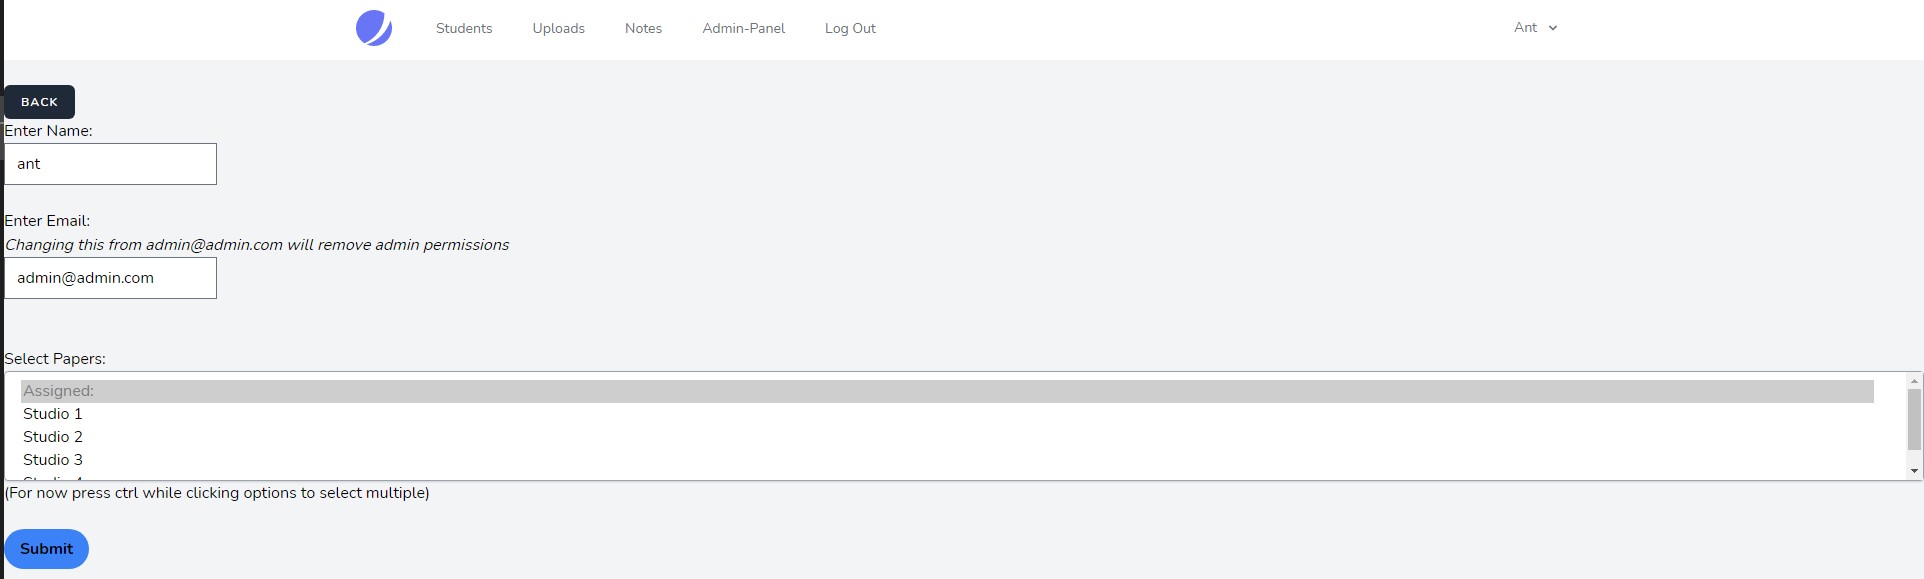 Students Uploads Notes Admin-Panel Log Out Ant
BACK
Enter Name:
ant
Enter Email:
Changing this from admin@admin.com will remove admin permissions
admin@admin.com
Select Papers:
Assigned:
Studio 1
Studio 2
Studio 3
(For now press ctrl while clicking options to select multiple)
Submit